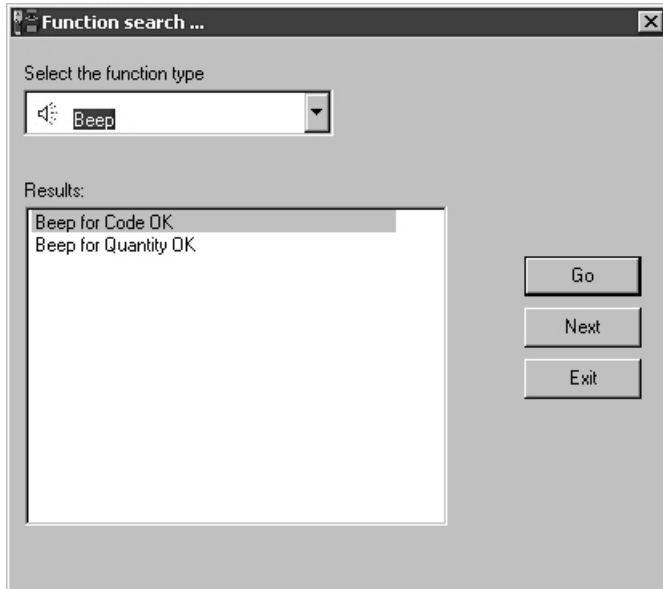 Function search ...
Select the function type
Beep
Results:
Beep for Code OK
Beep for Quantity OK
Go
Next
Exit